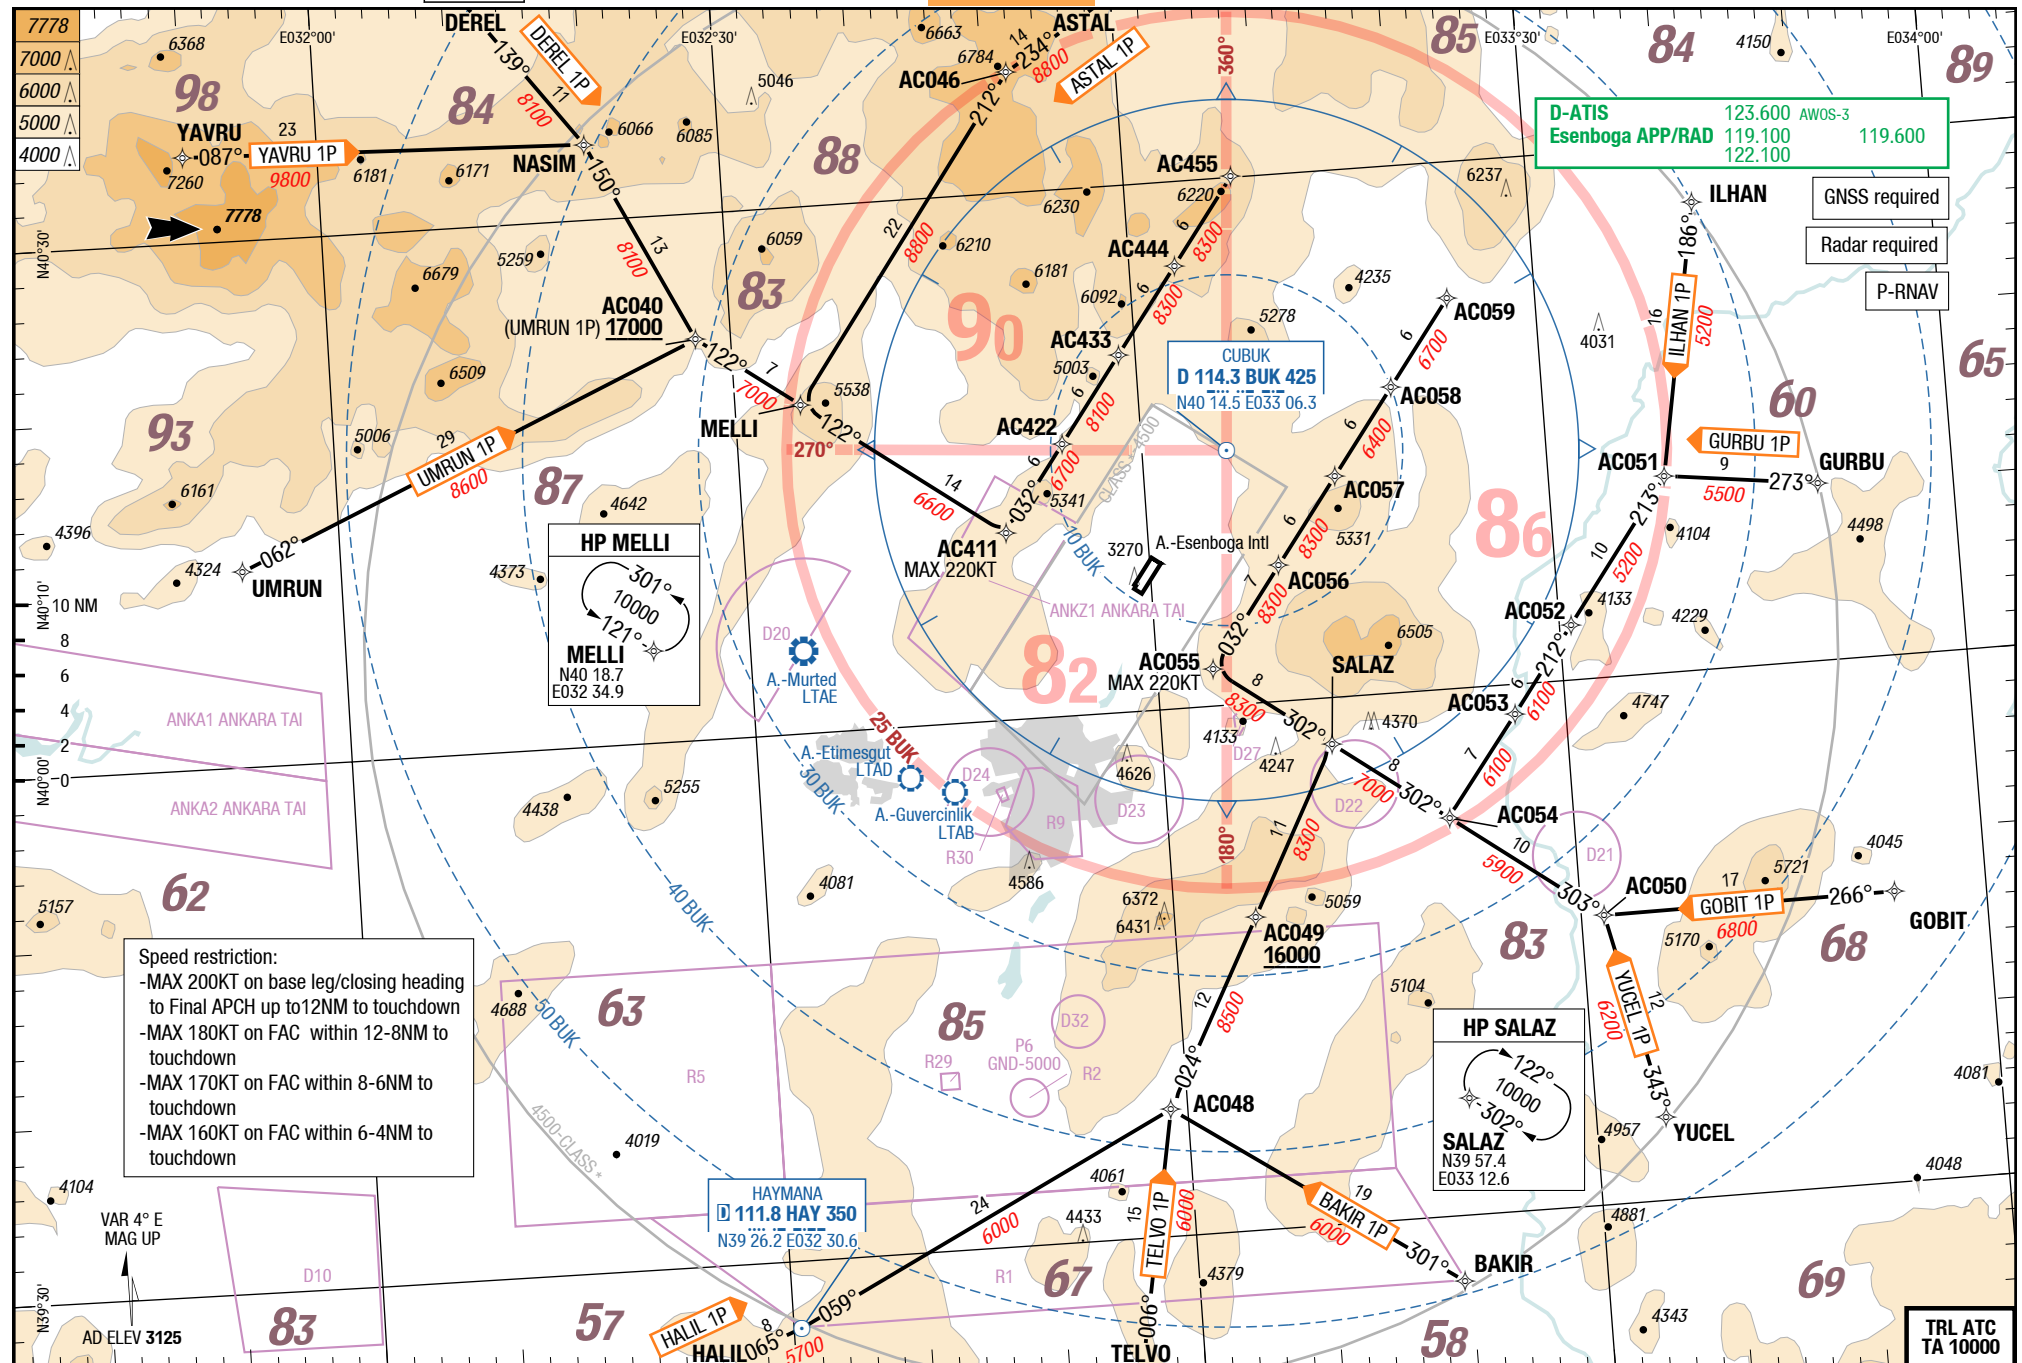 7778
7000
6000
5000
4000
E032°00'
E032°30'
E033°30'
E034°00'
N40°30'
N40°10'
N40°00'
N39°30'
10 NM
8
6
4
2
0
DEREL
139°
DEREL 1P
11
8100
ASTAL
234°
14
8800
ASTAL 1P
AC046
212°
22
8800
YAVRU
087°
23
YAVRU 1P
9800
NASIM
150°
13
8100
AC040
(UMRUN 1P) 17000
122°
7
7000
MELLI
122°
14
6600
UMRUN
062°
29
UMRUN 1P
8600
AC411
MAX 220KT
032°
6
6700
AC422
6
8100
AC433
6
8300
AC444
6
8300
AC455
AC059
6
6700
AC058
6
6400
AC057
6
8300
AC056
7
8300
032°
AC055
MAX 220KT
8
8300
302°
SALAZ
8
7000
302°
AC054
10
5900
303°
AC050
17
GOBIT 1P
6800
266°
GOBIT
YUCEL 1P
12
6200
343°
YUCEL
ILHAN
186°
16
ILHAN 1P
5200
AC051
GURBU 1P
9
5500
273°
GURBU
213°
10
5200
AC052
212°
6
6100
AC053
7
6100
11
8300
AC049
16000
12
8500
024°
AC048
24
6000
059°
HALIL 1P
8
HALIL
065°
5700
TELVO 1P
15
6000
006°
TELVO
BAKIR 1P
19
6000
301°
BAKIR
D-ATIS 123.600 AWOS-3
Esenboga APP/RAD 119.100 119.600
122.100
GNSS required
Radar required
P-RNAV
CUBUK
D 114.3 BUK 425
N40 14.5 E033 06.3
HAYMANA
D 111.8 HAY 350
N39 26.2 E032 30.6
HP MELLI
301°
10000
121°
MELLI
N40 18.7
E032 34.9
HP SALAZ
122°
10000
302°
SALAZ
N39 57.4
E033 12.6
Speed restriction:
-MAX 200KT on base leg/closing heading
to Final APCH up to12NM to touchdown
-MAX 180KT on FAC within 12-8NM to
touchdown
-MAX 170KT on FAC within 8-6NM to
touchdown
-MAX 160KT on FAC within 6-4NM to
touchdown
VAR 4° E
MAG UP
AD ELEV 3125
TRL ATC
TA 10000
360°
270°
180°
25 BUK
10 BUK
30 BUK
40 BUK
50 BUK
CLASS * 4500
4500-CLASS *
A.-Esenboga Intl
ANKZ1 ANKARA TAI
ANKA1 ANKARA TAI
ANKA2 ANKARA TAI
A.-Murted
LTAE
A.-Etimesgut
LTAD
A.-Guvercinlik
LTAB
D20
D24
D23
D22
D27
D21
D32
D10
R9
R30
R5
R29
R2
R1
P6
GND-5000
98
84
88
85
84
89
83
93
87
90
86
82
60
65
62
63
85
83
68
83
57
67
58
69
6368
7260
7778
6181
6171
6066
6085
5046
6663
6784
4150
6237
6220
6230
6210
6181
6059
5259
6679
6509
5006
6161
4396
4324
4373
4642
5538
6092
5003
5278
4235
4031
5341
3270
5331
6505
4104
4498
4133
4229
4747
4370
4133
4247
4626
4586
5255
4438
4081
5157
4688
4019
4104
6372
6431
5059
5104
5721
4045
5170
4081
4957
4048
4881
4343
4061
4433
4379